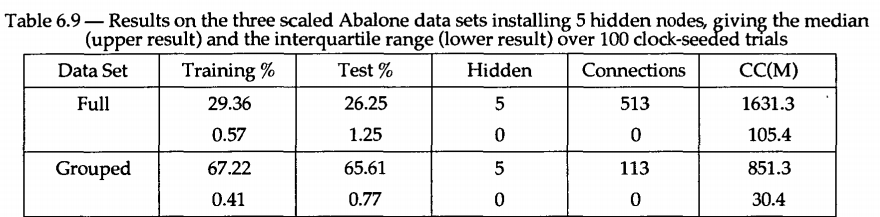 Table 6.9 — Results on the three scaled Abalone data sets installing 5 hidden nodes, giving the median
(upper result) and the interquartile range (lower result) over 100 clock-seeded trials
Data Set Training % Test % Hidden Connections CC(M)
Full 29.36 26.25 5 513 1631.3
0.57 1.25 0 0 105.4
Grouped 67.22 65.61 5 113 851.3
0.41 0.77 0 0 30.4